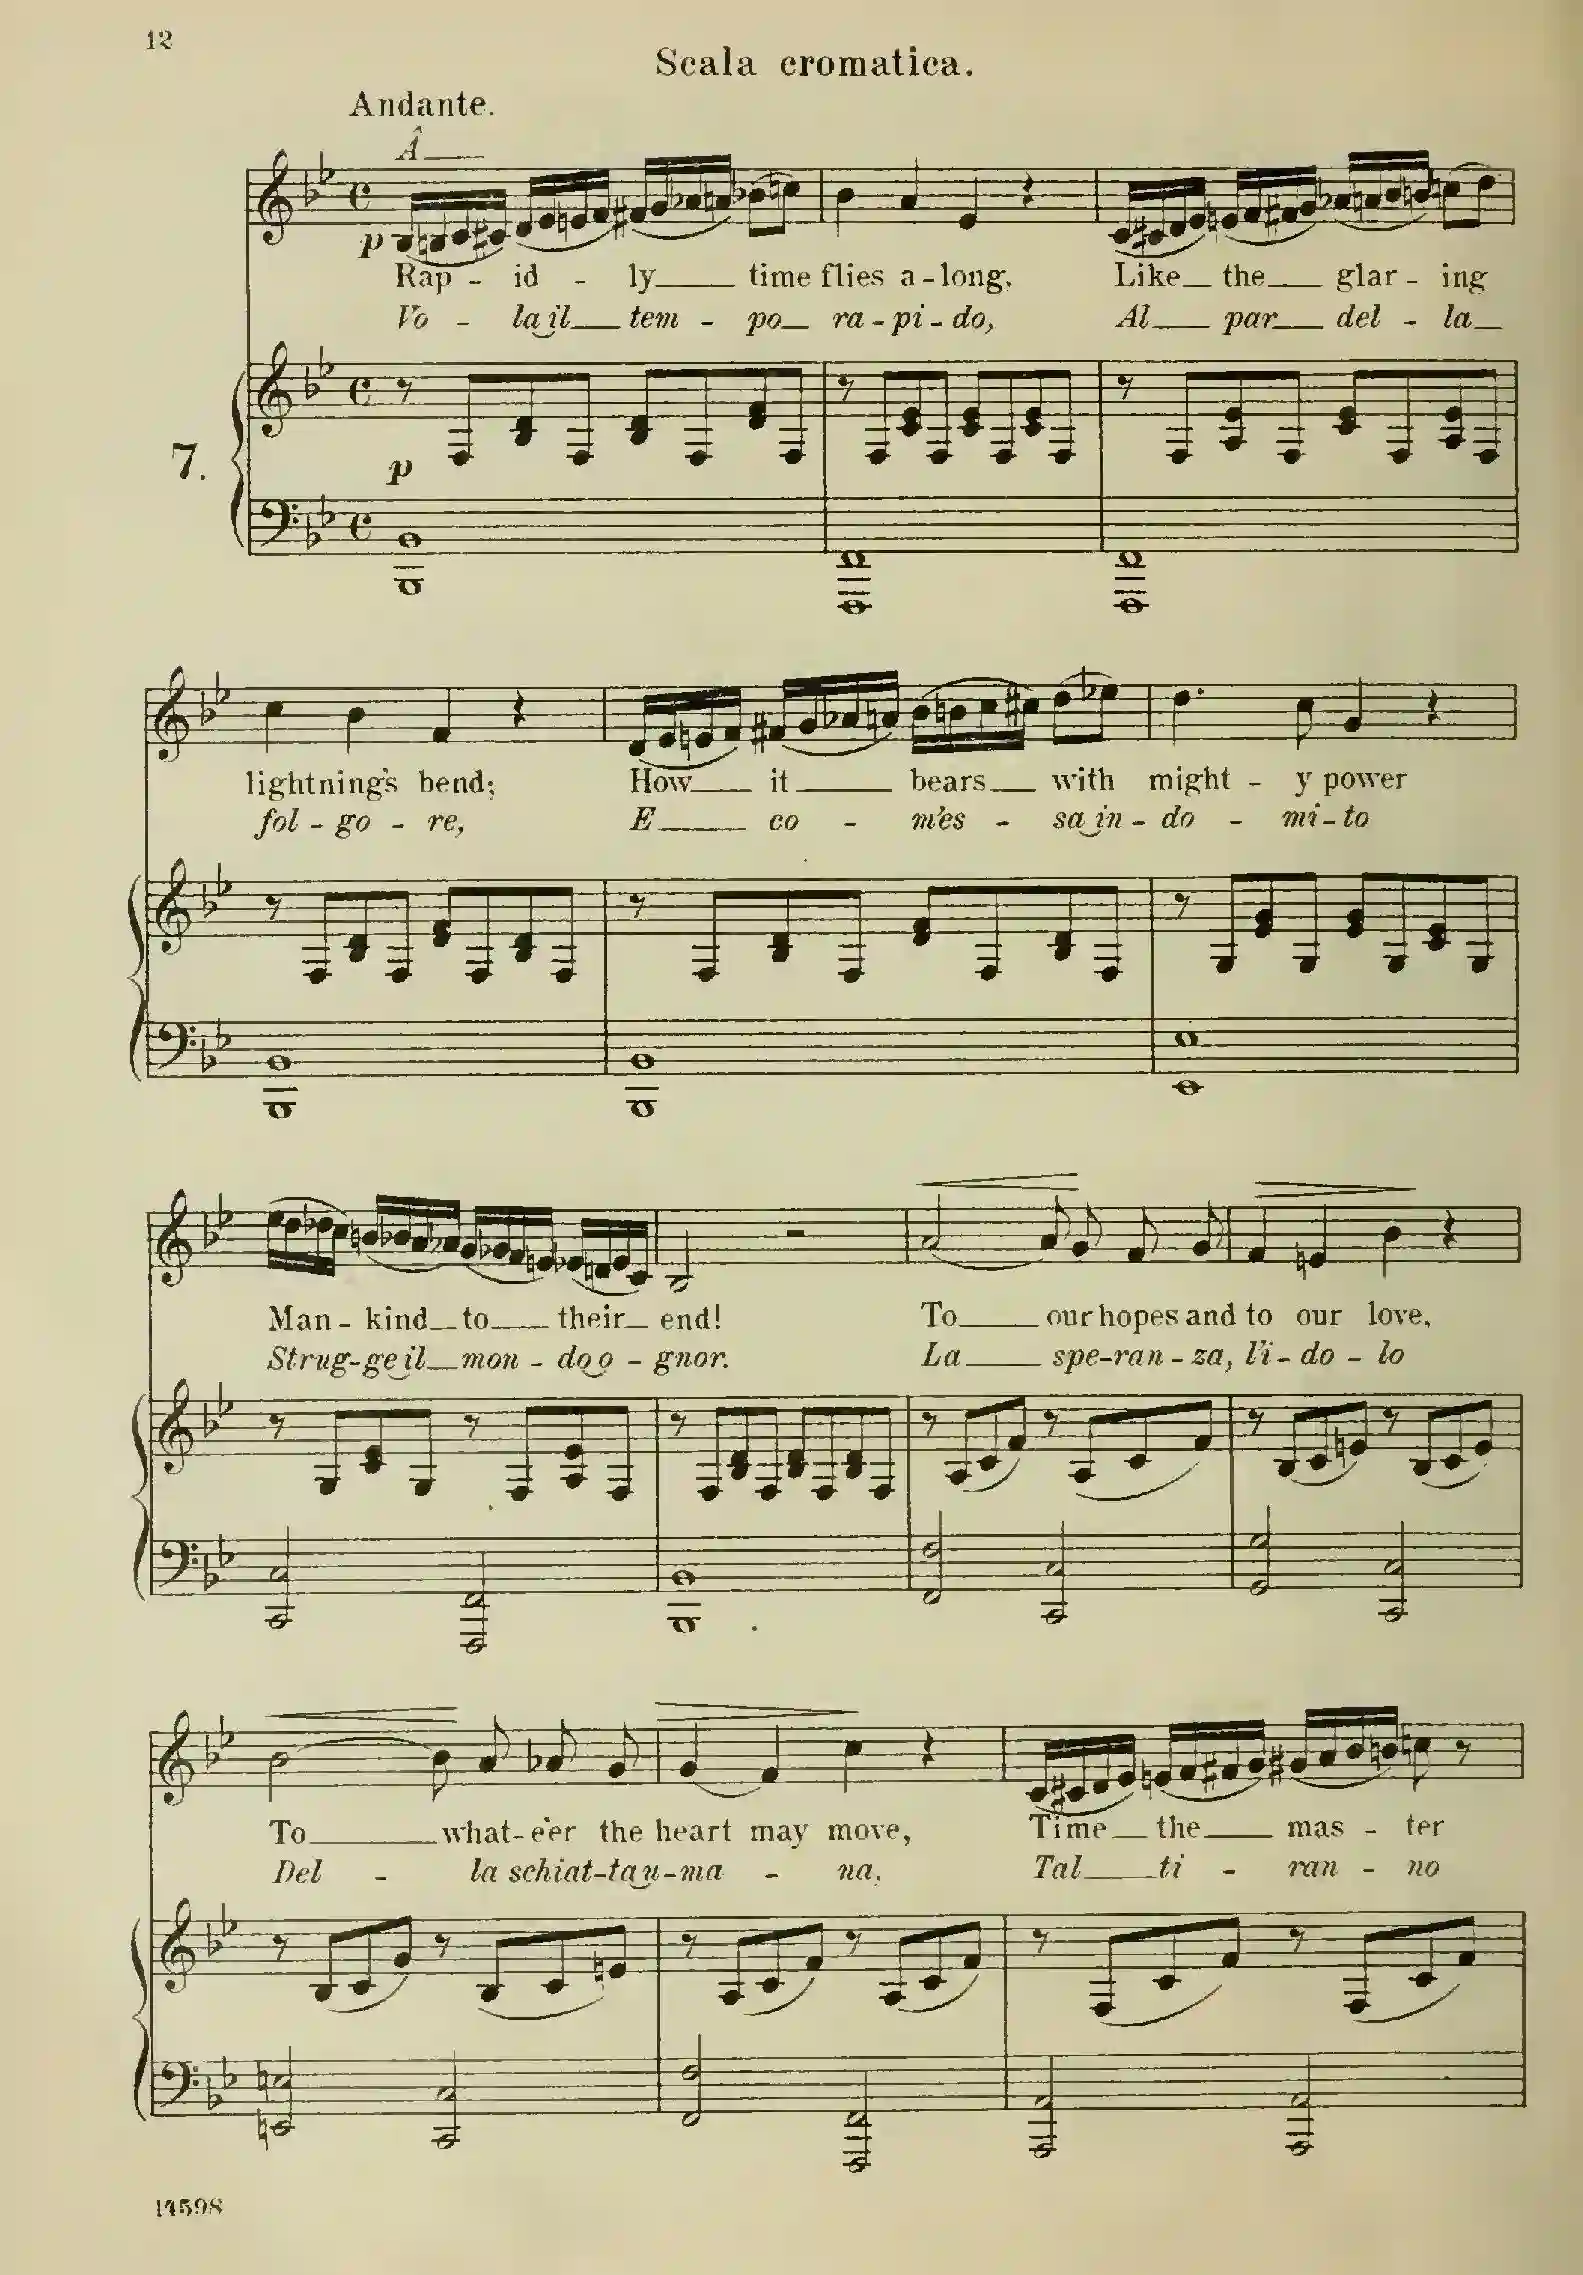 12
Scala cromatica.
Andante.
Â
p
Rap - id - ly time flies a - long,
Vo - la il tem - po ra - pi - do,
Like the glar - ing
Al par del - la
7.
p
lightning's bend;
fol - go - re,
How it bears with might - y power
E co - m'es - sa in - do - mi - to
Man - kind to their end!
Strug - ge il mon - do o - gnor.
To our hopes and to our love,
La spe - ran - za, l'i - do - lo
To what - e'er the heart may move,
Del - la schiat - ta u - ma - na,
Time the mas - ter
Tal ti - ran - no
14598